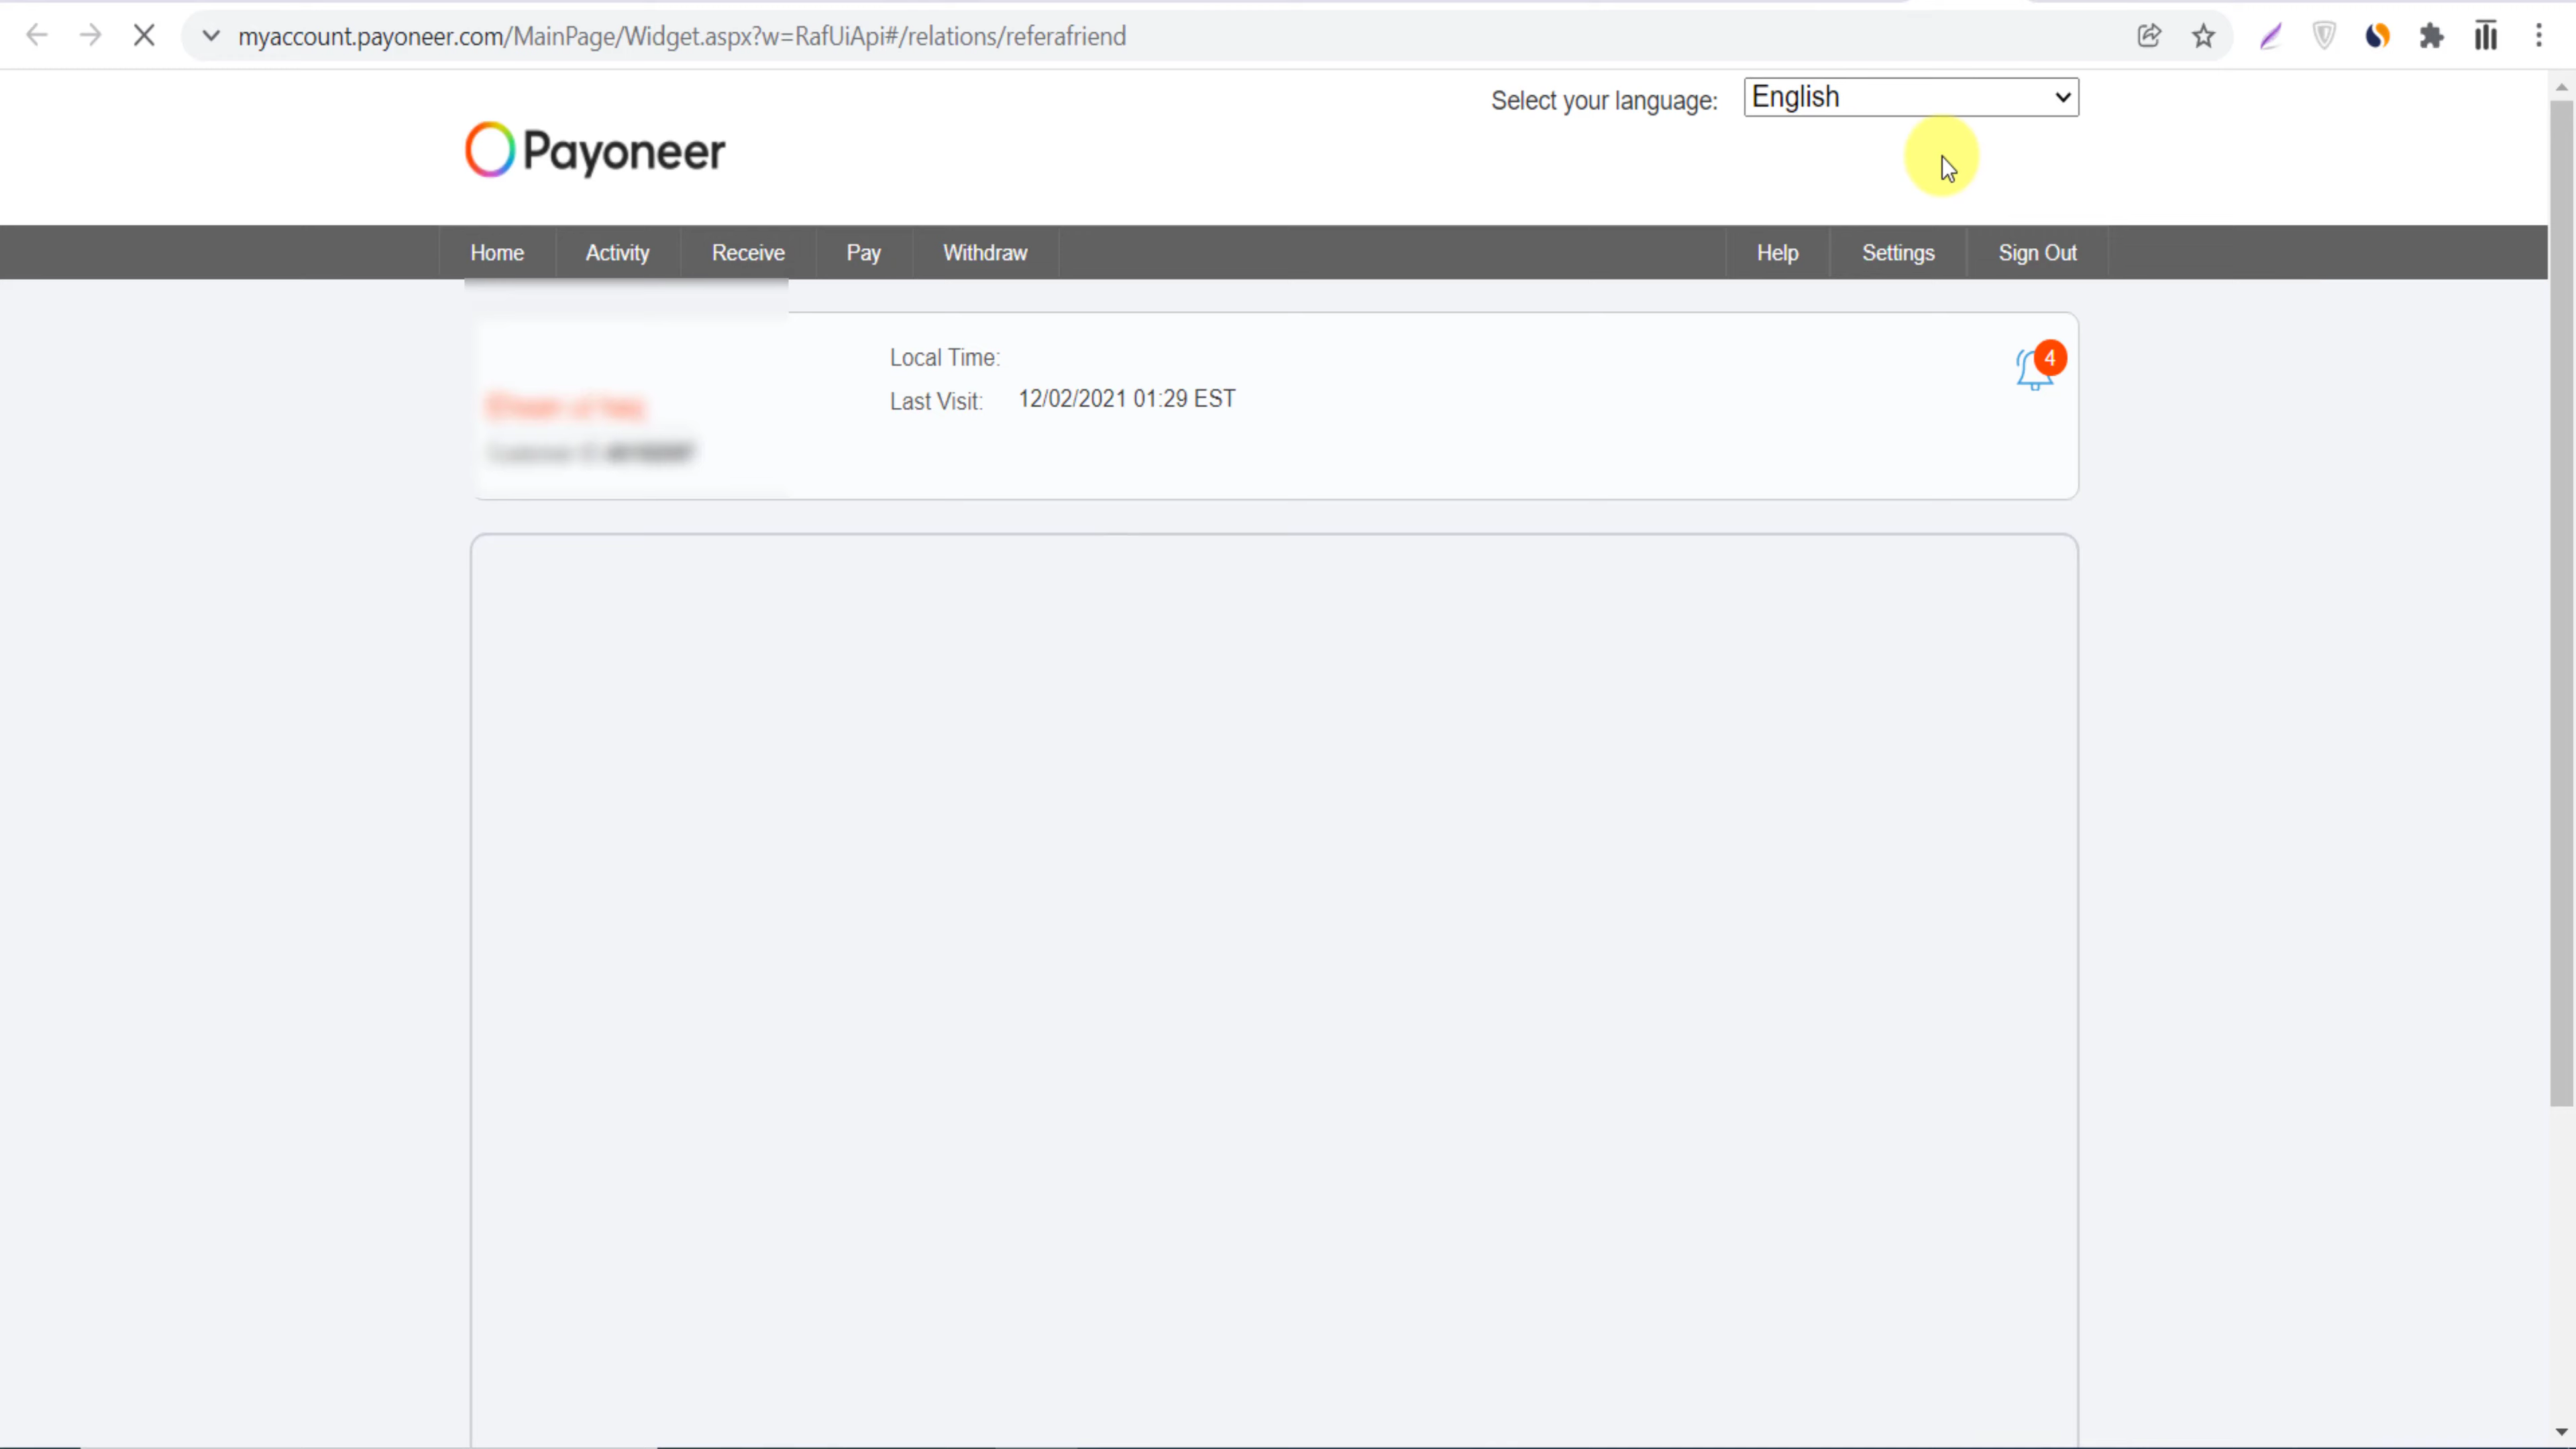 myaccount.payoneer.com/MainPage/Widget.aspx?w=RafUiApi#/relations/referafriend
Select your language: English
Payoneer
Home Activity Receive Pay Withdraw Help Settings Sign Out
Local Time:
4
Last Visit: 12/02/2021 01:29 EST